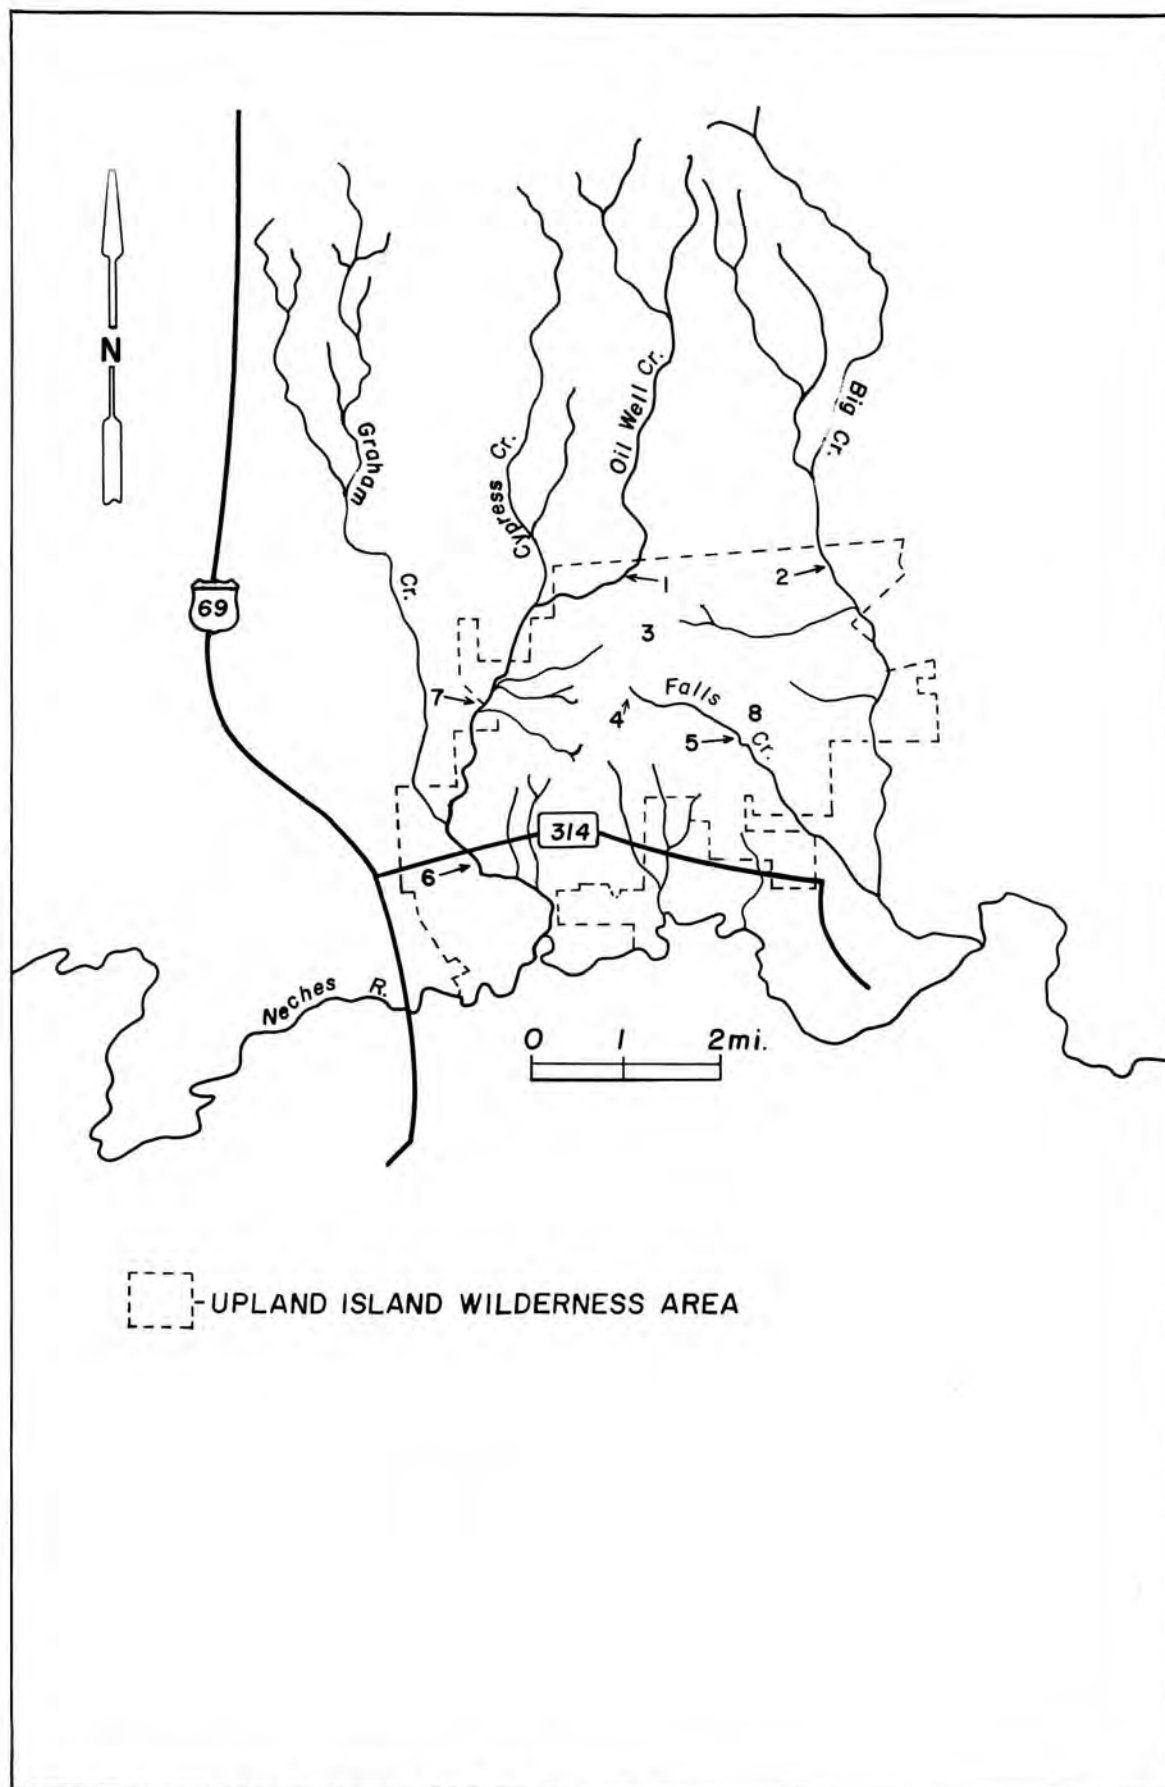 N
69
Graham
Cr.
Cypress Cr.
Oil Well Cr.
Big Cr.
1
2
3
7
4
Falls
Cr.
8
5
314
6
Neches R.
0 1 2mi.
-UPLAND ISLAND WILDERNESS AREA